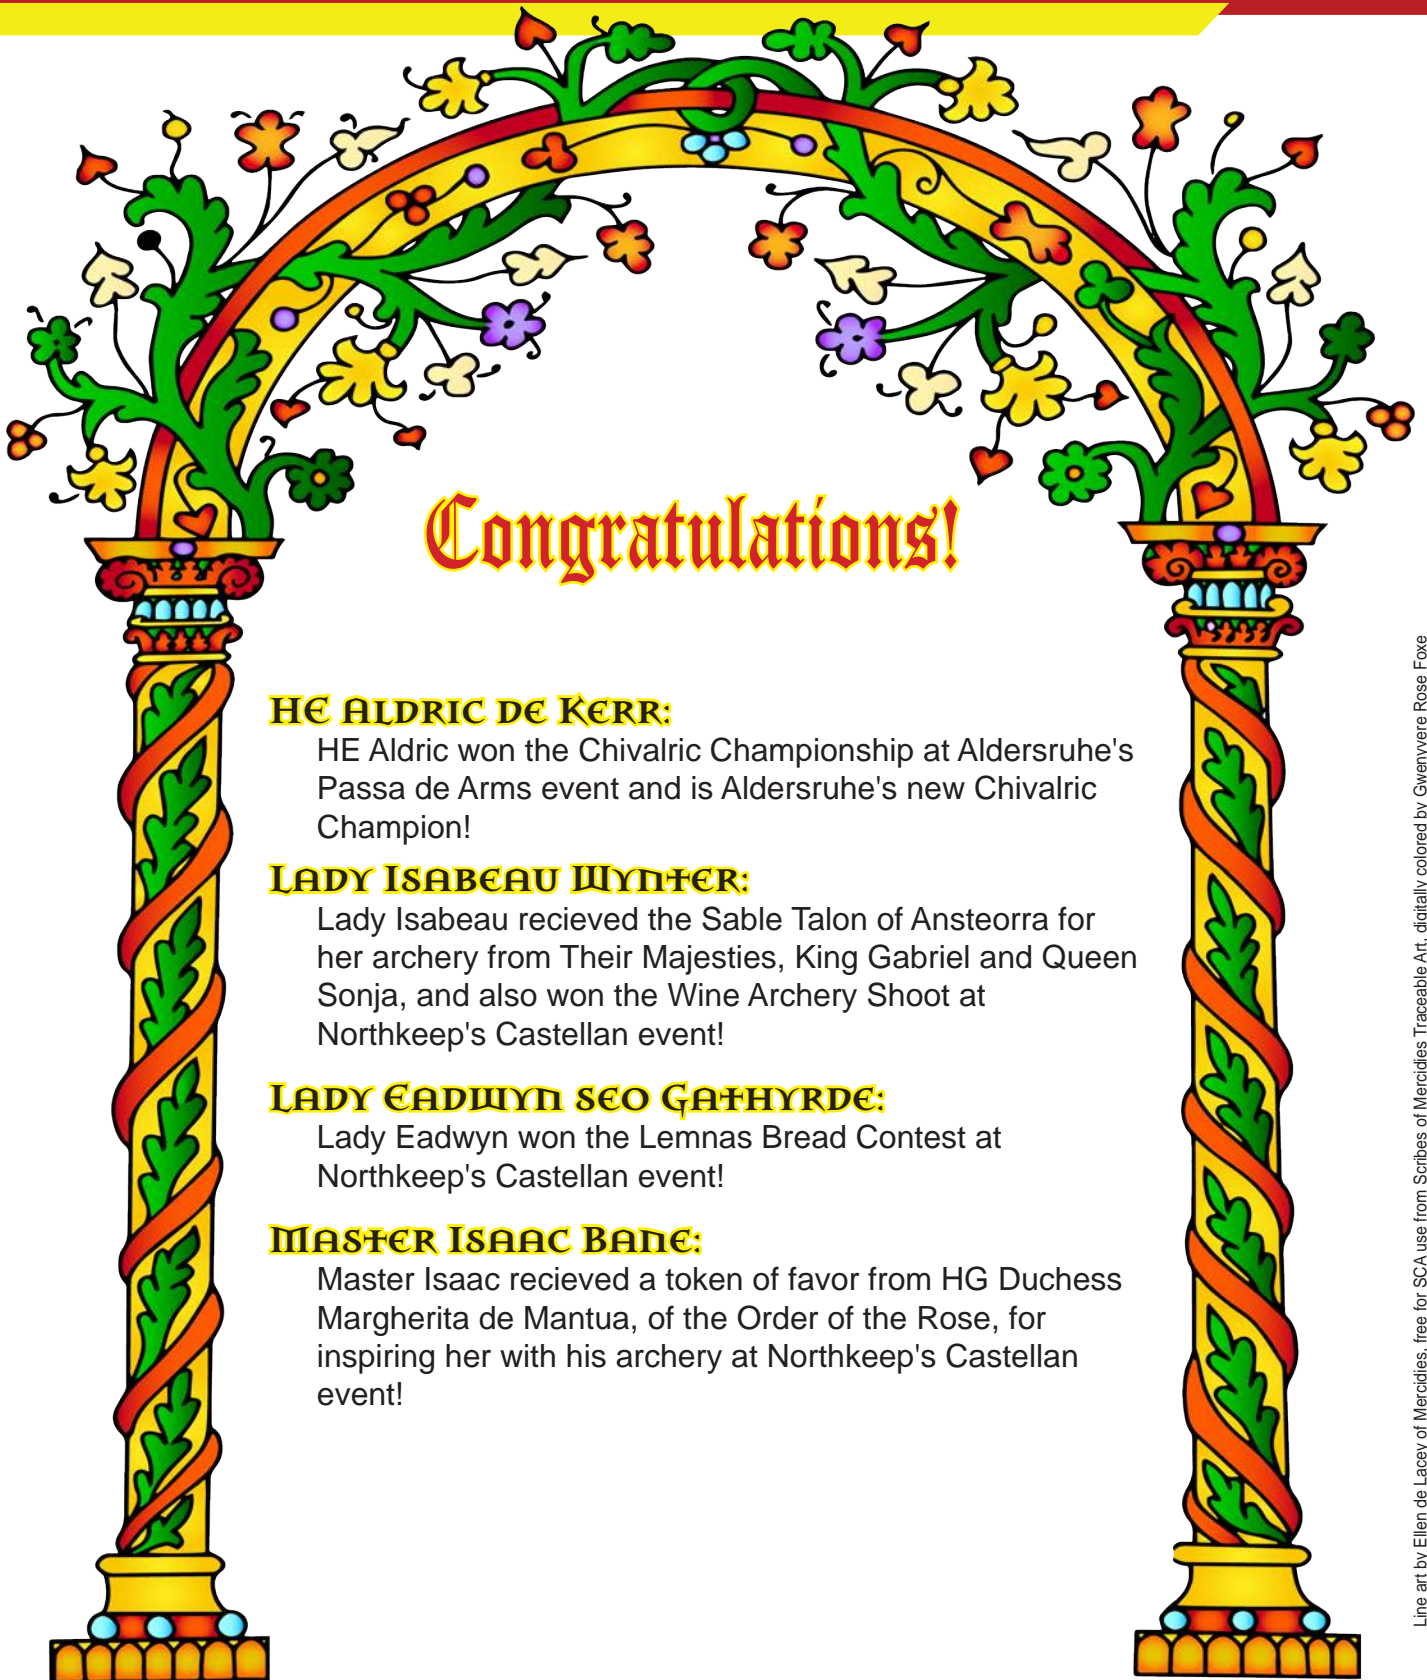 Congratulations!
HE Aldric de Kerr:
HE Aldric won the Chivalric Championship at Aldersruhe's
Passa de Arms event and is Aldersruhe's new Chivalric
Champion!
Lady Isabeau Wynter:
Lady Isabeau recieved the Sable Talon of Ansteorra for
her archery from Their Majesties, King Gabriel and Queen
Sonja, and also won the Wine Archery Shoot at
Northkeep's Castellan event!
Lady Eadwyn seo Gathyrde:
Lady Eadwyn won the Lemnas Bread Contest at
Northkeep's Castellan event!
Master Isaac Bane:
Master Isaac recieved a token of favor from HG Duchess
Margherita de Mantua, of the Order of the Rose, for
inspiring her with his archery at Northkeep's Castellan
event!
Line art by Ellen de Lacey of Mercidies, free for SCA use from Scribes of Mercidies Traceable Art, digitally colored by Gwenvvere Rose Foxe